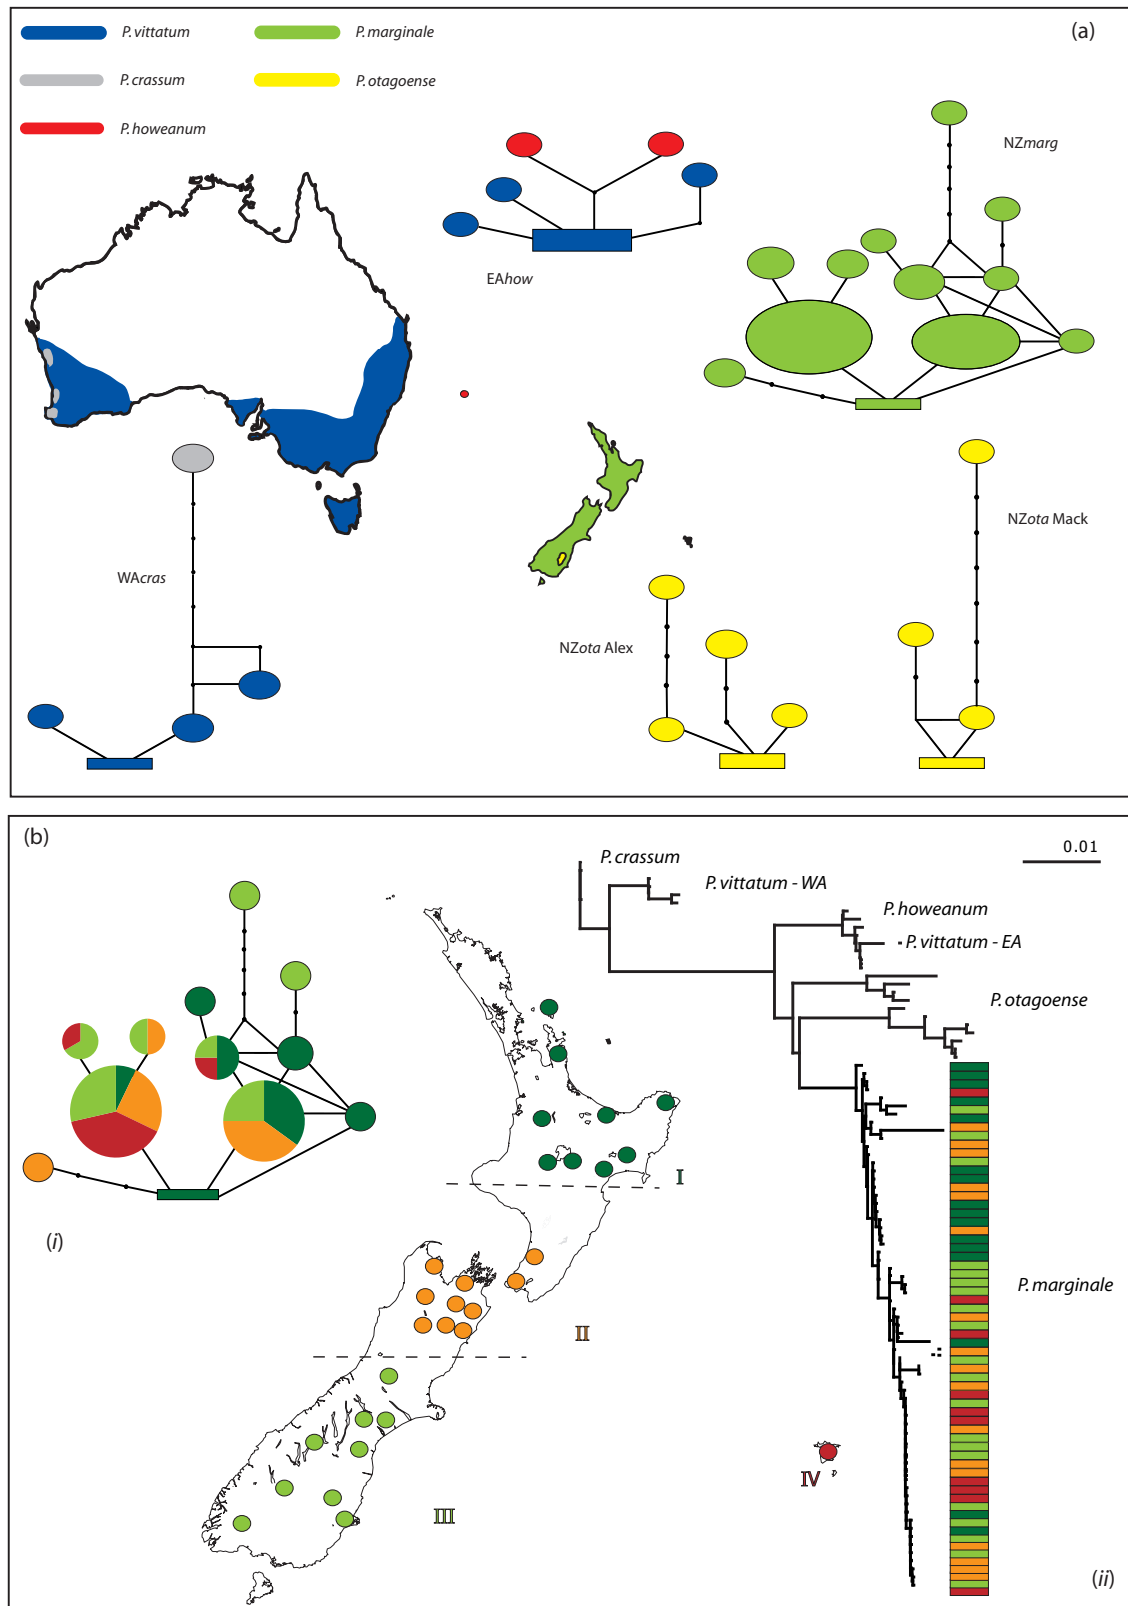 P. vittatum
P. marginale
(a)
P. crassum
P. otagoense
P. howeanum
NZmarg
EAhow
NZota Mack
WAcras
NZota Alex
(b)
0.01
P. crassum
P. vittatum - WA
P. howeanum
P. vittatum - EA
P. otagoense
I
(i)
P. marginale
II
IV
III
(ii)